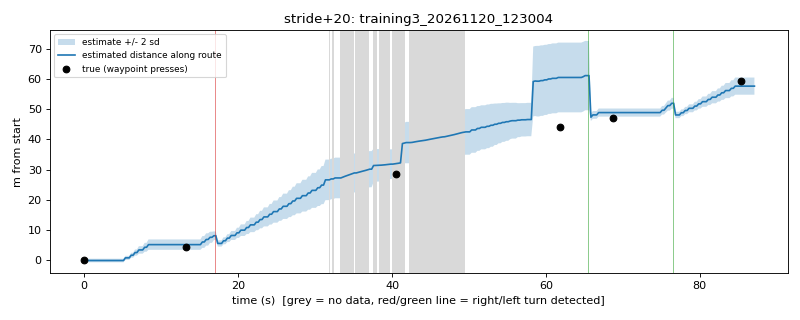 stride+20: training3_20261120_123004
estimate +/- 2 sd
estimated distance along route
true (waypoint presses)
m from start
70
60
50
40
30
20
10
0
0 20 40 60 80
time (s) [grey = no data, red/green line = right/left turn detected]